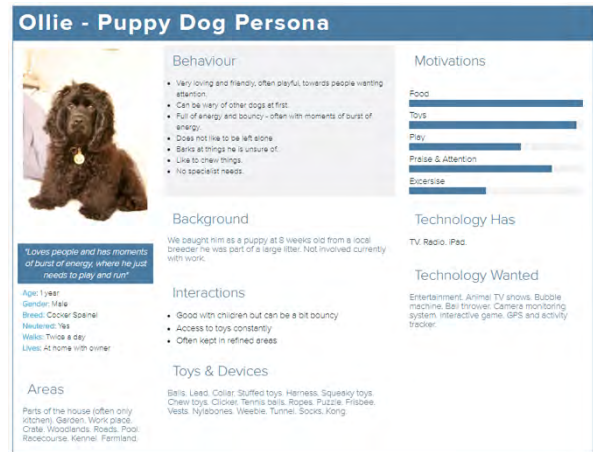 Ollie - Puppy Dog Persona
"Loves people and has moments
of burst of energy, where he just
needs to play and run"
Age: 1 year
Gender: Male
Breed: Cocker Spainel
Neutered: Yes
Walks: Twice a day
Lives: At home with owner
Areas
Parts of the house (often only
kitchen). Garden. Work place.
Crate. Woodlands. Roads. Pool.
Racecourse. Kennel. Farmland.
Behaviour
• Very loving and friendly, often playful, towards people wanting
attention.
• Can be wary of other dogs at first.
• Full of energy and bouncy - often with moments of burst of
energy.
• Does not like to be left alone.
• Barks at things he is unsure of.
• Like to chew things.
• No specialist needs.
Background
We baught him as a puppy at 8 weeks old from a local
breeder he was part of a large litter. Not involved currently
with work.
Interactions
• Good with children but can be a bit bouncy
• Access to toys constantly
• Often kept in refined areas
Toys & Devices
Balls. Lead. Collar. Stuffed toys. Harness. Squeaky toys.
Chew toys. Clicker. Tennis balls. Ropes. Puzzle. Frisbee.
Vests. Nylabones. Weebie. Tunnel. Socks. Kong.
Motivations
Food
Toys
Play
Praise & Attention
Excersise
Technology Has
TV. Radio. iPad.
Technology Wanted
Entertainment. Animal TV shows. Bubble
machine. Ball thrower. Camera monitoring
system. Interactive game. GPS and activity
tracker.